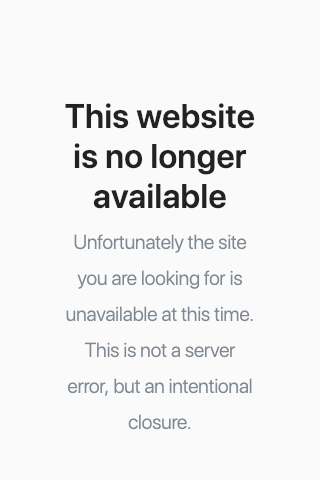 This website
is no longer
available
Unfortunately the site
you are looking for is
unavailable at this time.
This is not a server
error, but an intentional
closure.